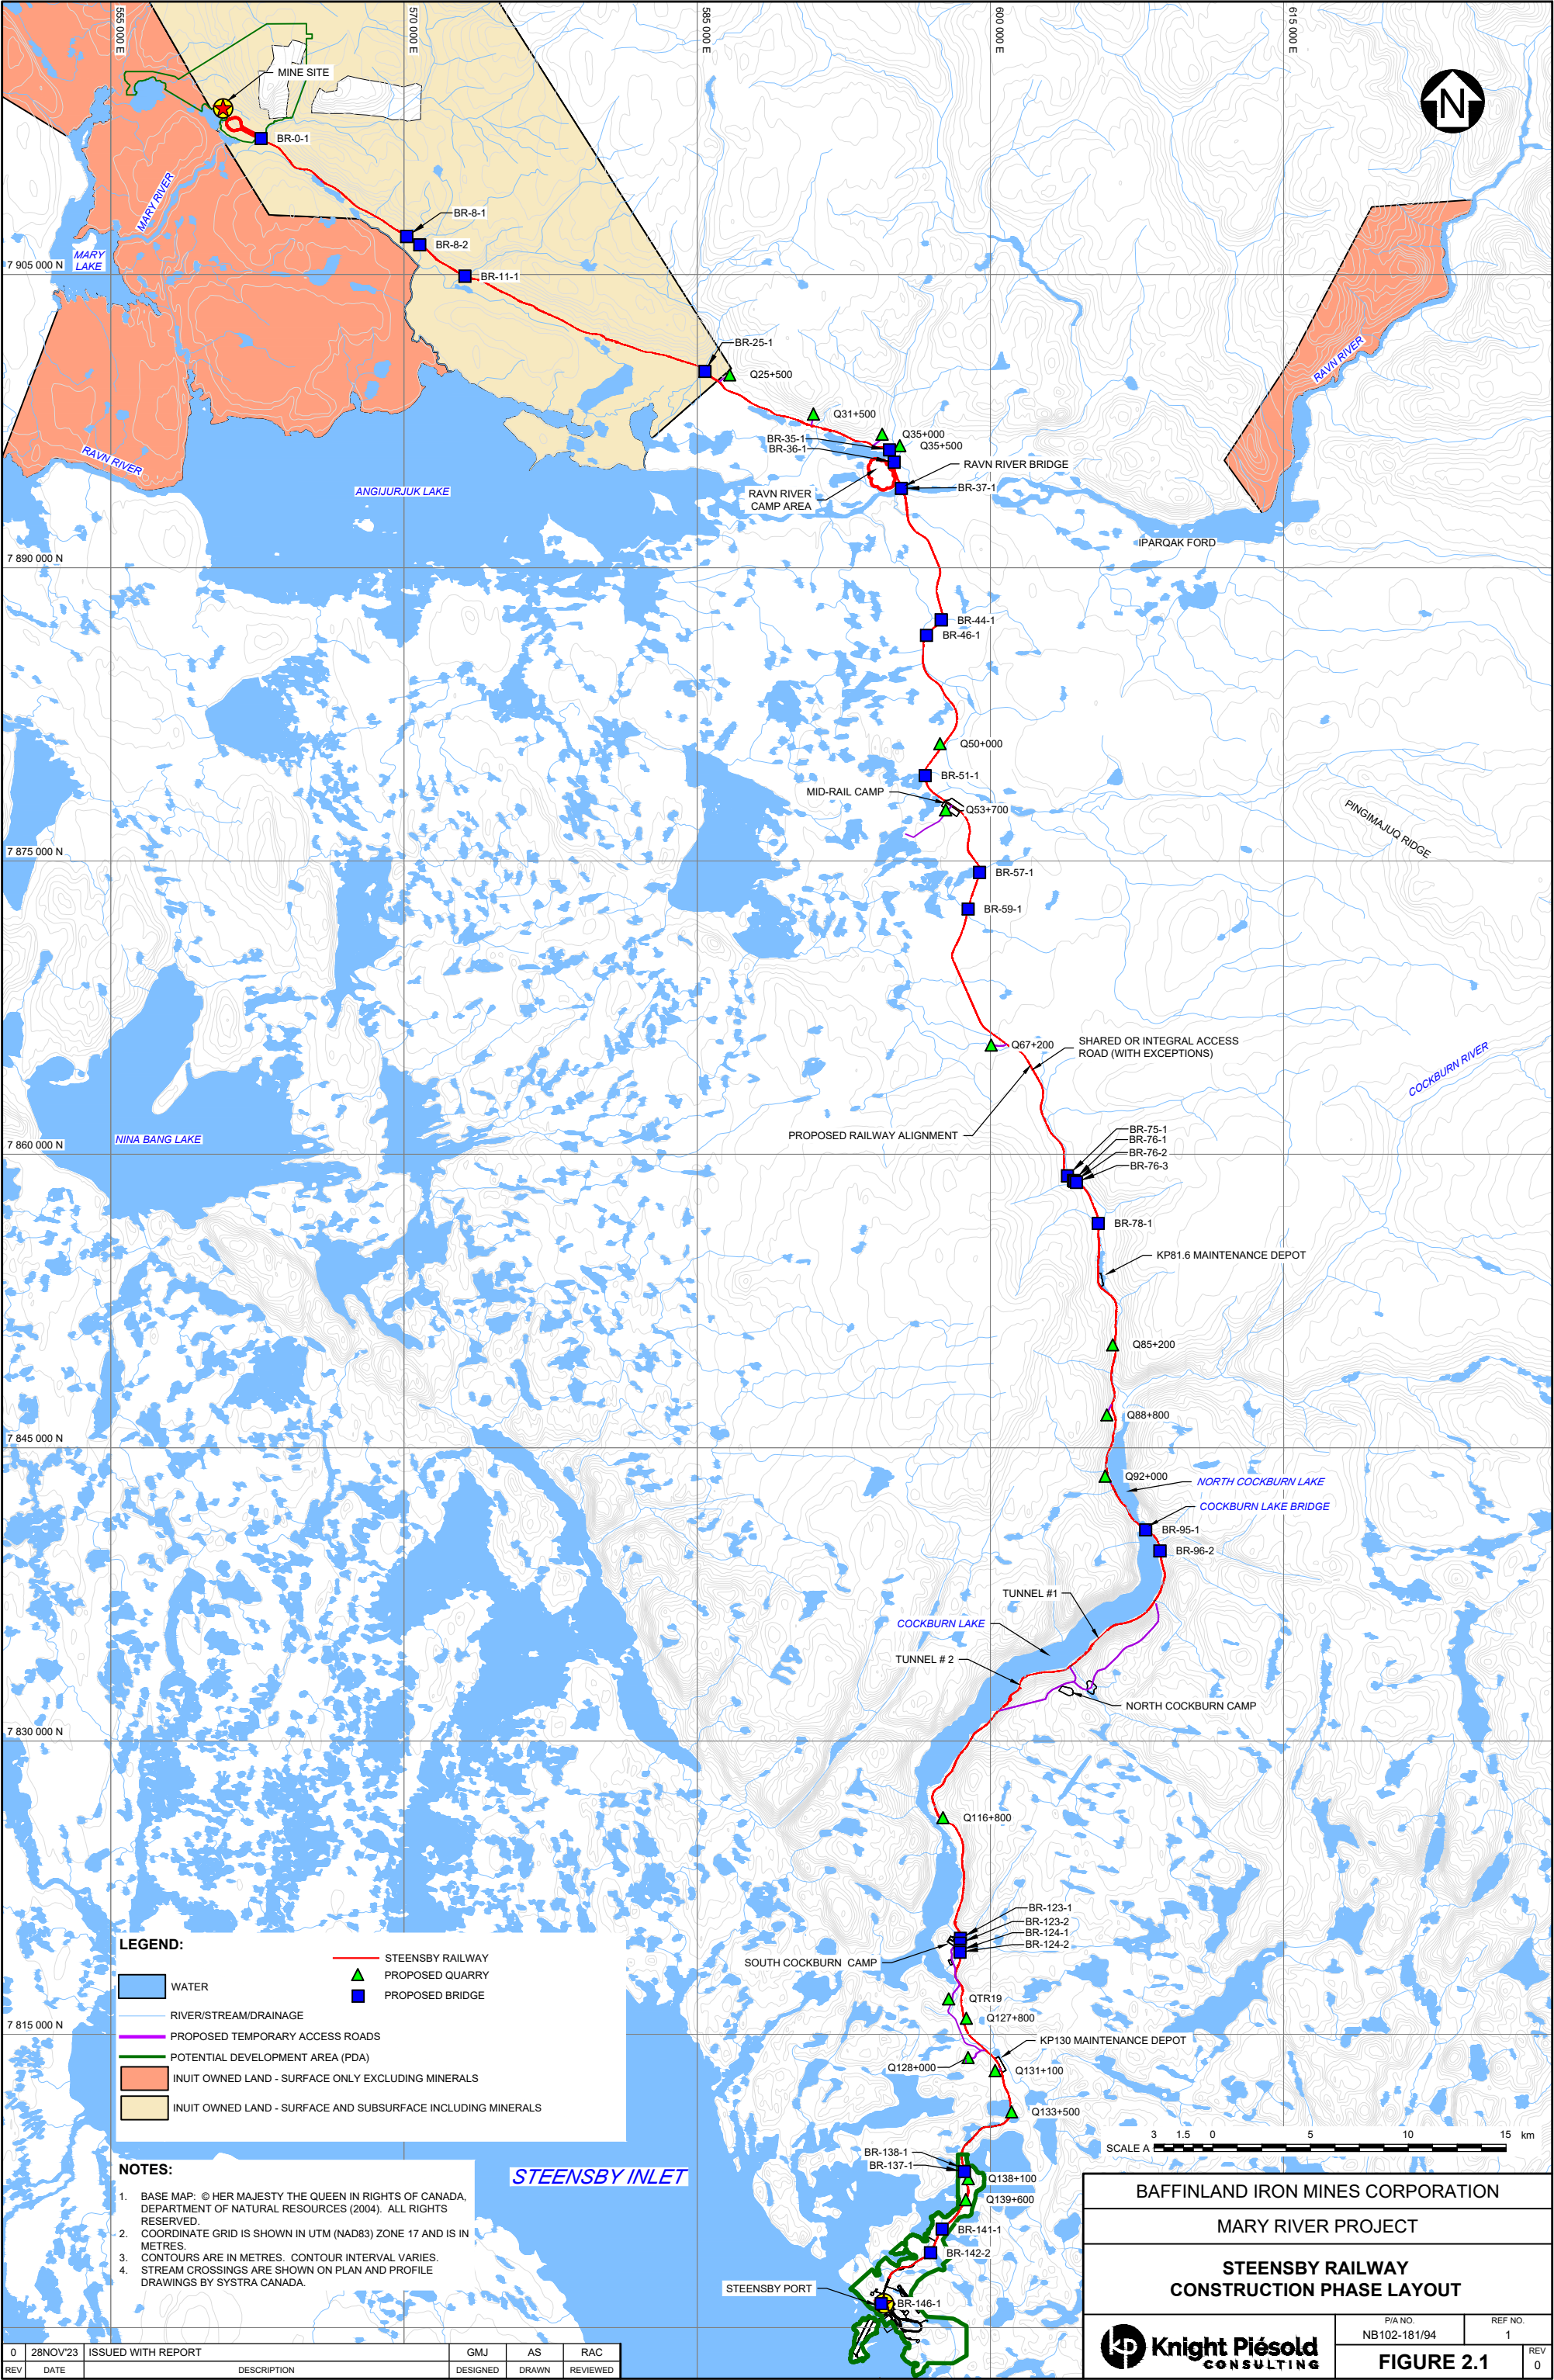 555 000 E
570 000 E
585 000 E
600 000 E
615 000 E
MINE SITE
N
BR-0-1
MARY RIVER
BR-8-1
BR-8-2
MARY
LAKE
7 905 000 N
BR-11-1
BR-25-1
Q25+500
RAVN RIVER
Q31+500
Q35+000
BR-35-1
Q35+500
BR-36-1
RAVN RIVER
RAVN RIVER BRIDGE
ANGIJURJUK LAKE
RAVN RIVER
CAMP AREA
BR-37-1
IPARQAK FORD
7 890 000 N
BR-44-1
BR-46-1
Q50+000
BR-51-1
MID-RAIL CAMP
Q53+700
PINGIMAJUQ RIDGE
7 875 000 N
BR-57-1
BR-59-1
Q67+200
SHARED OR INTEGRAL ACCESS
ROAD (WITH EXCEPTIONS)
COCKBURN RIVER
NINA BANG LAKE
PROPOSED RAILWAY ALIGNMENT
7 860 000 N
BR-75-1
BR-76-1
BR-76-2
BR-76-3
BR-78-1
KP81.6 MAINTENANCE DEPOT
Q85+200
Q88+800
7 845 000 N
Q92+000
NORTH COCKBURN LAKE
COCKBURN LAKE BRIDGE
BR-95-1
BR-96-2
TUNNEL #1
COCKBURN LAKE
TUNNEL # 2
NORTH COCKBURN CAMP
7 830 000 N
Q116+800
BR-123-1
BR-123-2
BR-124-1
BR-124-2
SOUTH COCKBURN CAMP
QTR19
Q127+800
7 815 000 N
KP130 MAINTENANCE DEPOT
Q128+000
Q131+100
Q133+500
BR-138-1
BR-137-1
Q138+100
Q139+600
BR-141-1
BR-142-2
STEENSBY PORT
BR-146-1
STEENSBY INLET
LEGEND:
STEENSBY RAILWAY
PROPOSED QUARRY
PROPOSED BRIDGE
WATER
RIVER/STREAM/DRAINAGE
PROPOSED TEMPORARY ACCESS ROADS
POTENTIAL DEVELOPMENT AREA (PDA)
INUIT OWNED LAND - SURFACE ONLY EXCLUDING MINERALS
INUIT OWNED LAND - SURFACE AND SUBSURFACE INCLUDING MINERALS
NOTES:
1. BASE MAP: © HER MAJESTY THE QUEEN IN RIGHTS OF CANADA,
DEPARTMENT OF NATURAL RESOURCES (2004). ALL RIGHTS
RESERVED.
2. COORDINATE GRID IS SHOWN IN UTM (NAD83) ZONE 17 AND IS IN
METRES.
3. CONTOURS ARE IN METRES. CONTOUR INTERVAL VARIES.
4. STREAM CROSSINGS ARE SHOWN ON PLAN AND PROFILE
DRAWINGS BY SYSTRA CANADA.
0 28NOV'23 ISSUED WITH REPORT GMJ AS RAC
REV DATE DESCRIPTION DESIGNED DRAWN REVIEWED
3 1.5 0 5 10 15 km
SCALE A
BAFFINLAND IRON MINES CORPORATION
MARY RIVER PROJECT
STEENSBY RAILWAY
CONSTRUCTION PHASE LAYOUT
Kp Knight Piésold
CONSULTING
P/A NO.
NB102-181/94
REF NO.
1
FIGURE 2.1
REV
0